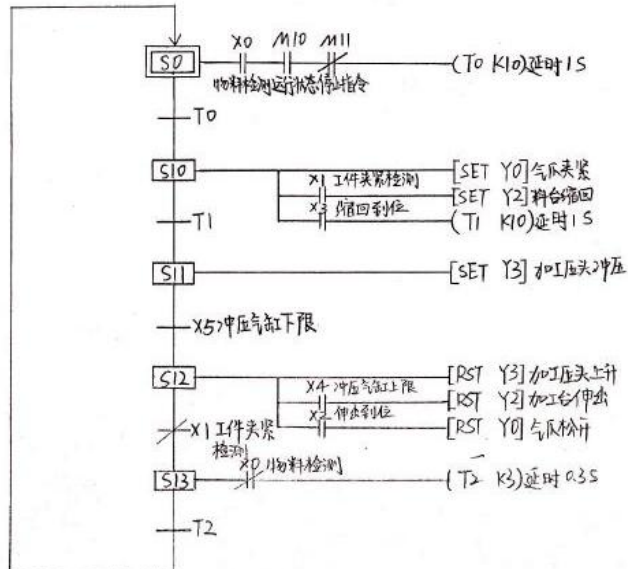 X0 M10 M11
S0 (T0 K10)延时1S
物料检测 运行状态 停止指令
T0
S10 [SET Y0]气爪夹紧
X1 工件夹紧检测 [SET Y2]料台缩回
X3 缩回到位
T1 (T1 K10)延时1S
S11 [SET Y3]加工压头冲压
X5冲压气缸下限
S12 [RST Y3]加工压头上升
X4 冲压气缸上限 [RST Y2]加工台伸出
X2 伸出到位
X1工件夹紧 [RST Y0]气爪松开
检测
X0 物料检测
S13 (T2 K3)延时0.3S
T2